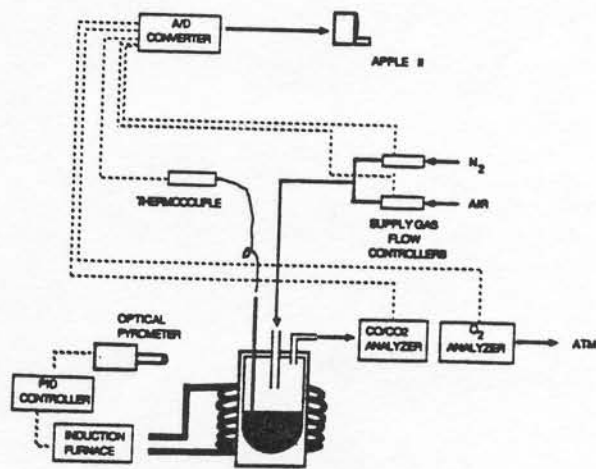 A/D
CONVERTER
APPLE II
N2
AIR
THERMOCOUPLE
SUPPLY GAS
FLOW
CONTROLLERS
OPTICAL
PYROMETER
CO/CO2
ANALYZER
O2
ANALYZER
ATM
PID
CONTROLLER
INDUCTION
FURNACE